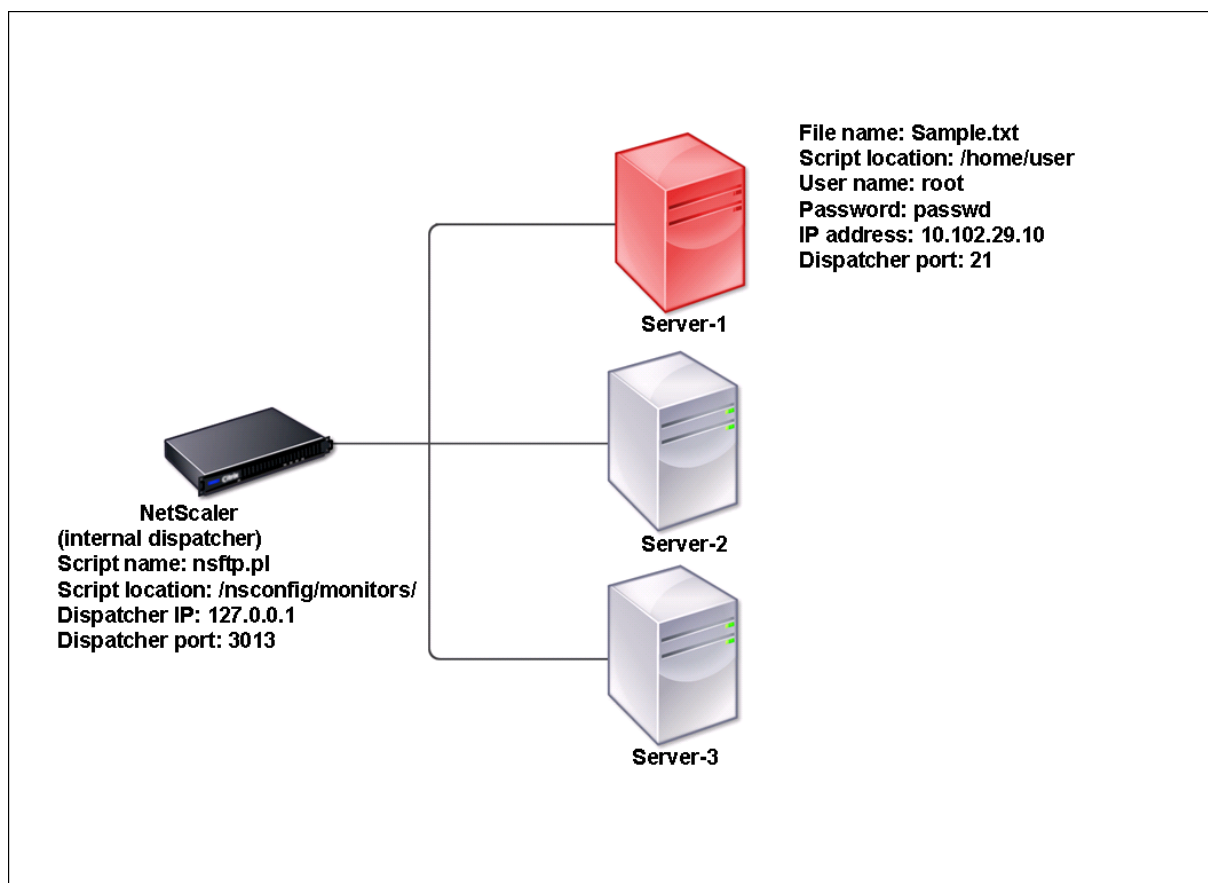 File name: Sample.txt
Script location: /home/user
User name: root
Password: passwd
IP address: 10.102.29.10
Dispatcher port: 21
Server-1
Server-2
Server-3
Citrix
NetScaler
(internal dispatcher)
Script name: nsftp.pl
Script location: /nsconfig/monitors/
Dispatcher IP: 127.0.0.1
Dispatcher port: 3013